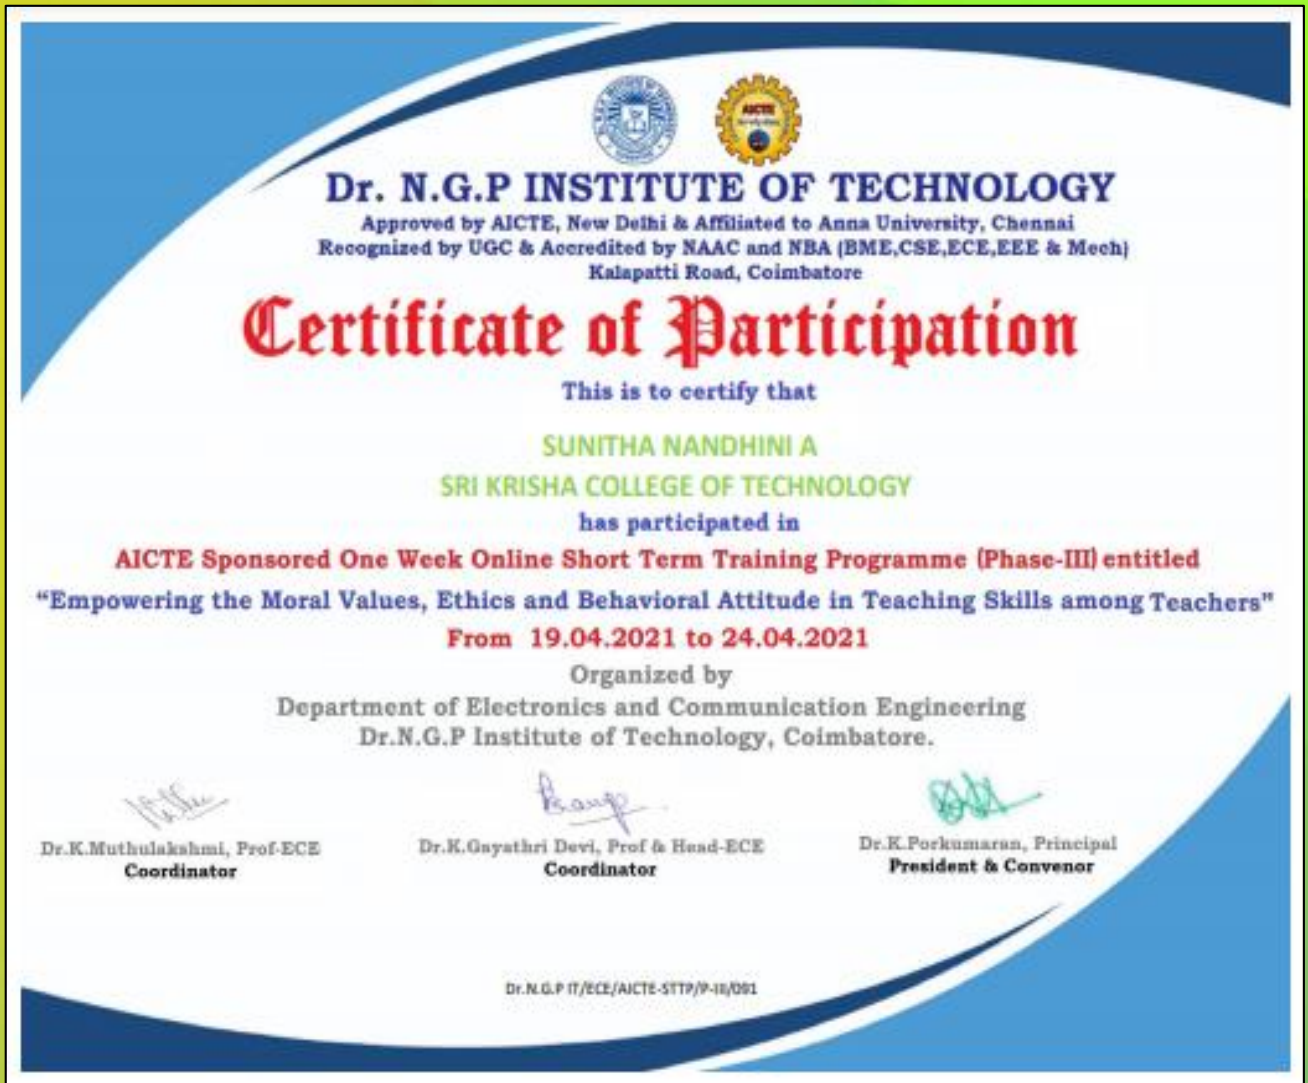 AICTE
Dr. N.G.P INSTITUTE OF TECHNOLOGY
Approved by AICTE, New Delhi & Affiliated to Anna University, Chennai
Recognized by UGC & Accredited by NAAC and NBA (BME,CSE,ECE,EEE & Mech)
Kalapatti Road, Coimbatore
Certificate of Participation
This is to certify that
SUNITHA NANDHINI A
SRI KRISHA COLLEGE OF TECHNOLOGY
has participated in
AICTE Sponsored One Week Online Short Term Training Programme (Phase-III) entitled
“Empowering the Moral Values, Ethics and Behavioral Attitude in Teaching Skills among Teachers”
From 19.04.2021 to 24.04.2021
Organized by
Department of Electronics and Communication Engineering
Dr.N.G.P Institute of Technology, Coimbatore.
Dr.K.Muthulakshmi, Prof-ECE
Coordinator
Dr.K.Gayathri Devi, Prof & Head-ECE
Coordinator
Dr.K.Porkumaran, Principal
President & Convenor
Dr.N.G.P IT/ECE/AICTE-STTP/P-III/091